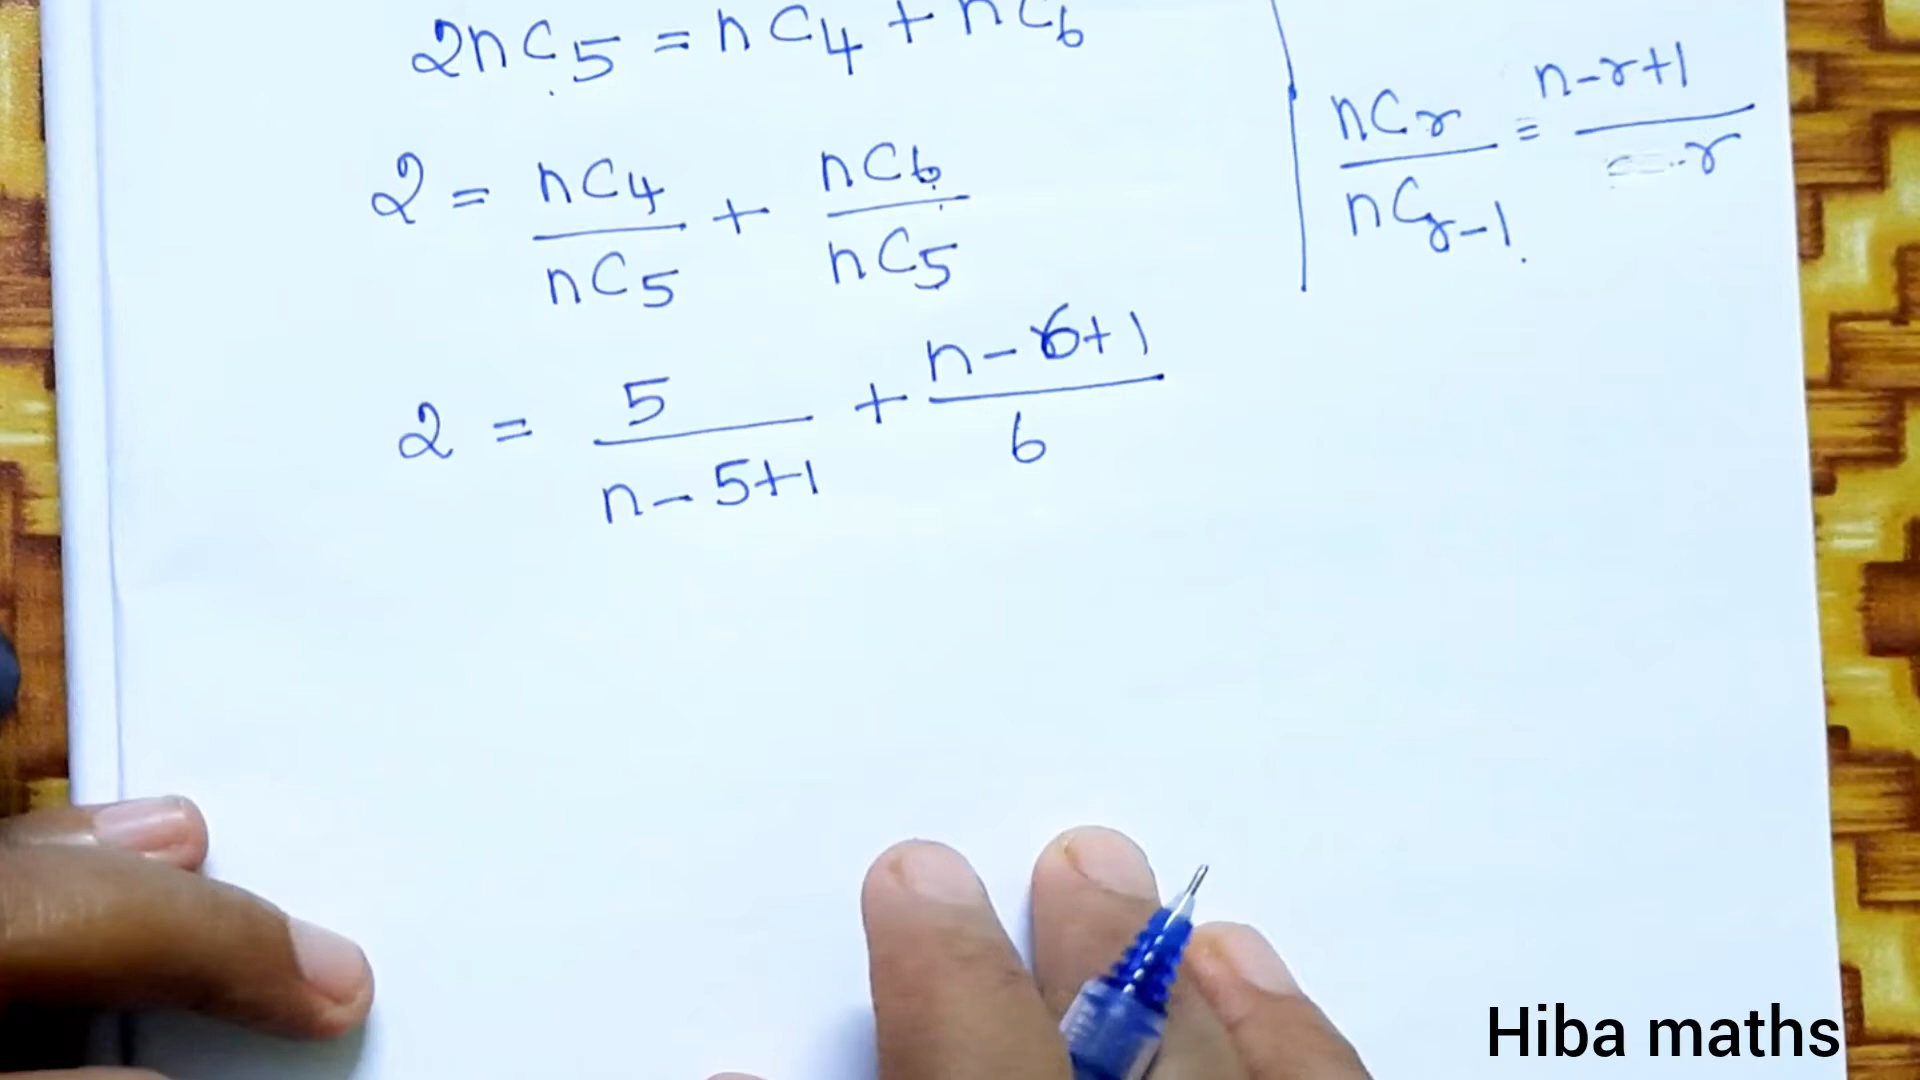 2nC5 = nC4 + nC6
2 = nC4/nC5 + nC6/nC5
2 = 5/n-5+1 + n-6+1/6
nCr/nCr-1 = n-r+1/r
Hiba maths